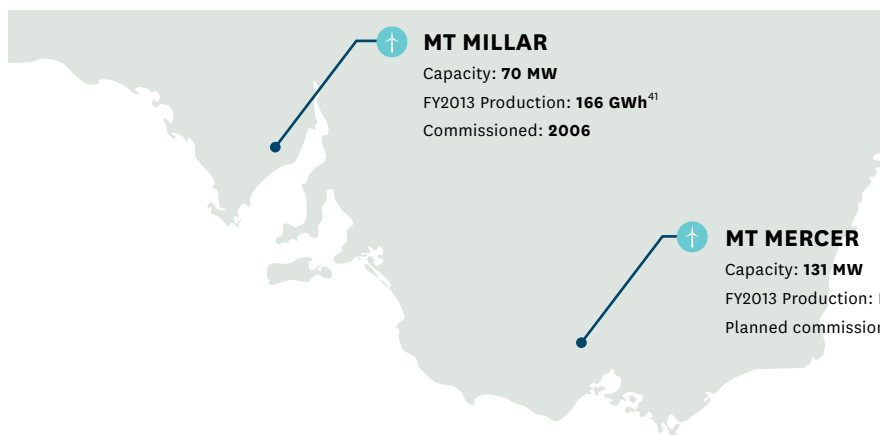 MT MILLAR
Capacity: 70 MW
FY2013 Production: 166 GWh⁴¹
Commissioned: 2006
MT MERCER
Capacity: 131 MW
FY2013 Production:
Planned